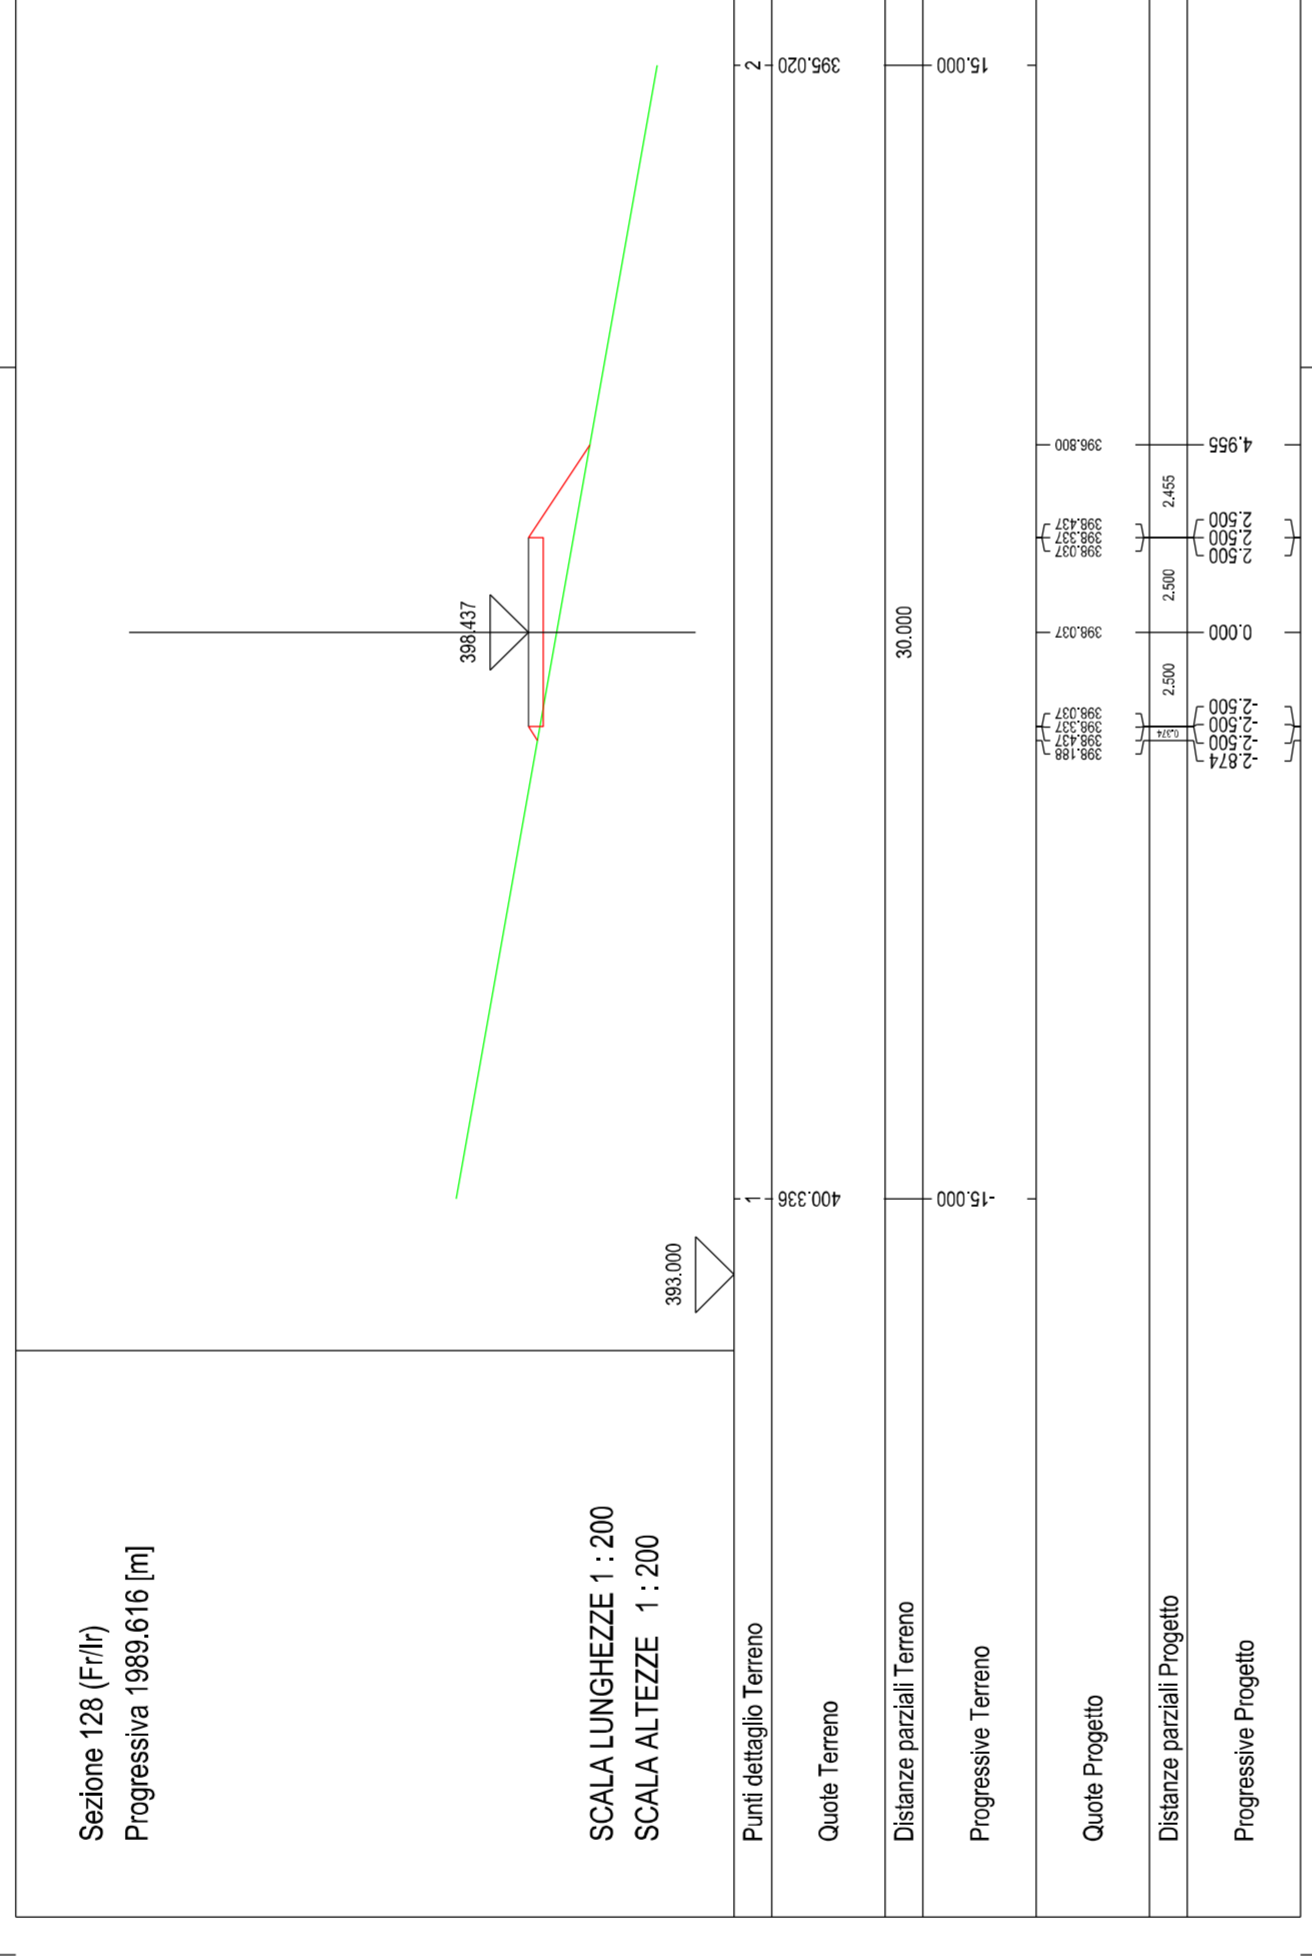 Sezione 128 (Fr/Ir)
Progressiva 1989.616 [m]
SCALA LUNGHEZZE 1 : 200
SCALA ALTEZZE 1 : 200
398.437
393.000
Punti dettaglio Terreno
1
2
Quote Terreno
400.336
395.020
Distanze parziali Terreno
30.000
Progressive Terreno
-15.000
15.000
Quote Progetto
398.188
398.437
398.337
398.037
398.037
398.037
398.337
398.437
396.800
Distanze parziali Progetto
0.374
2.500
2.500
2.455
Progressive Progetto
-2.874
-2.500
-2.500
-2.500
0.000
2.500
2.500
2.500
4.955